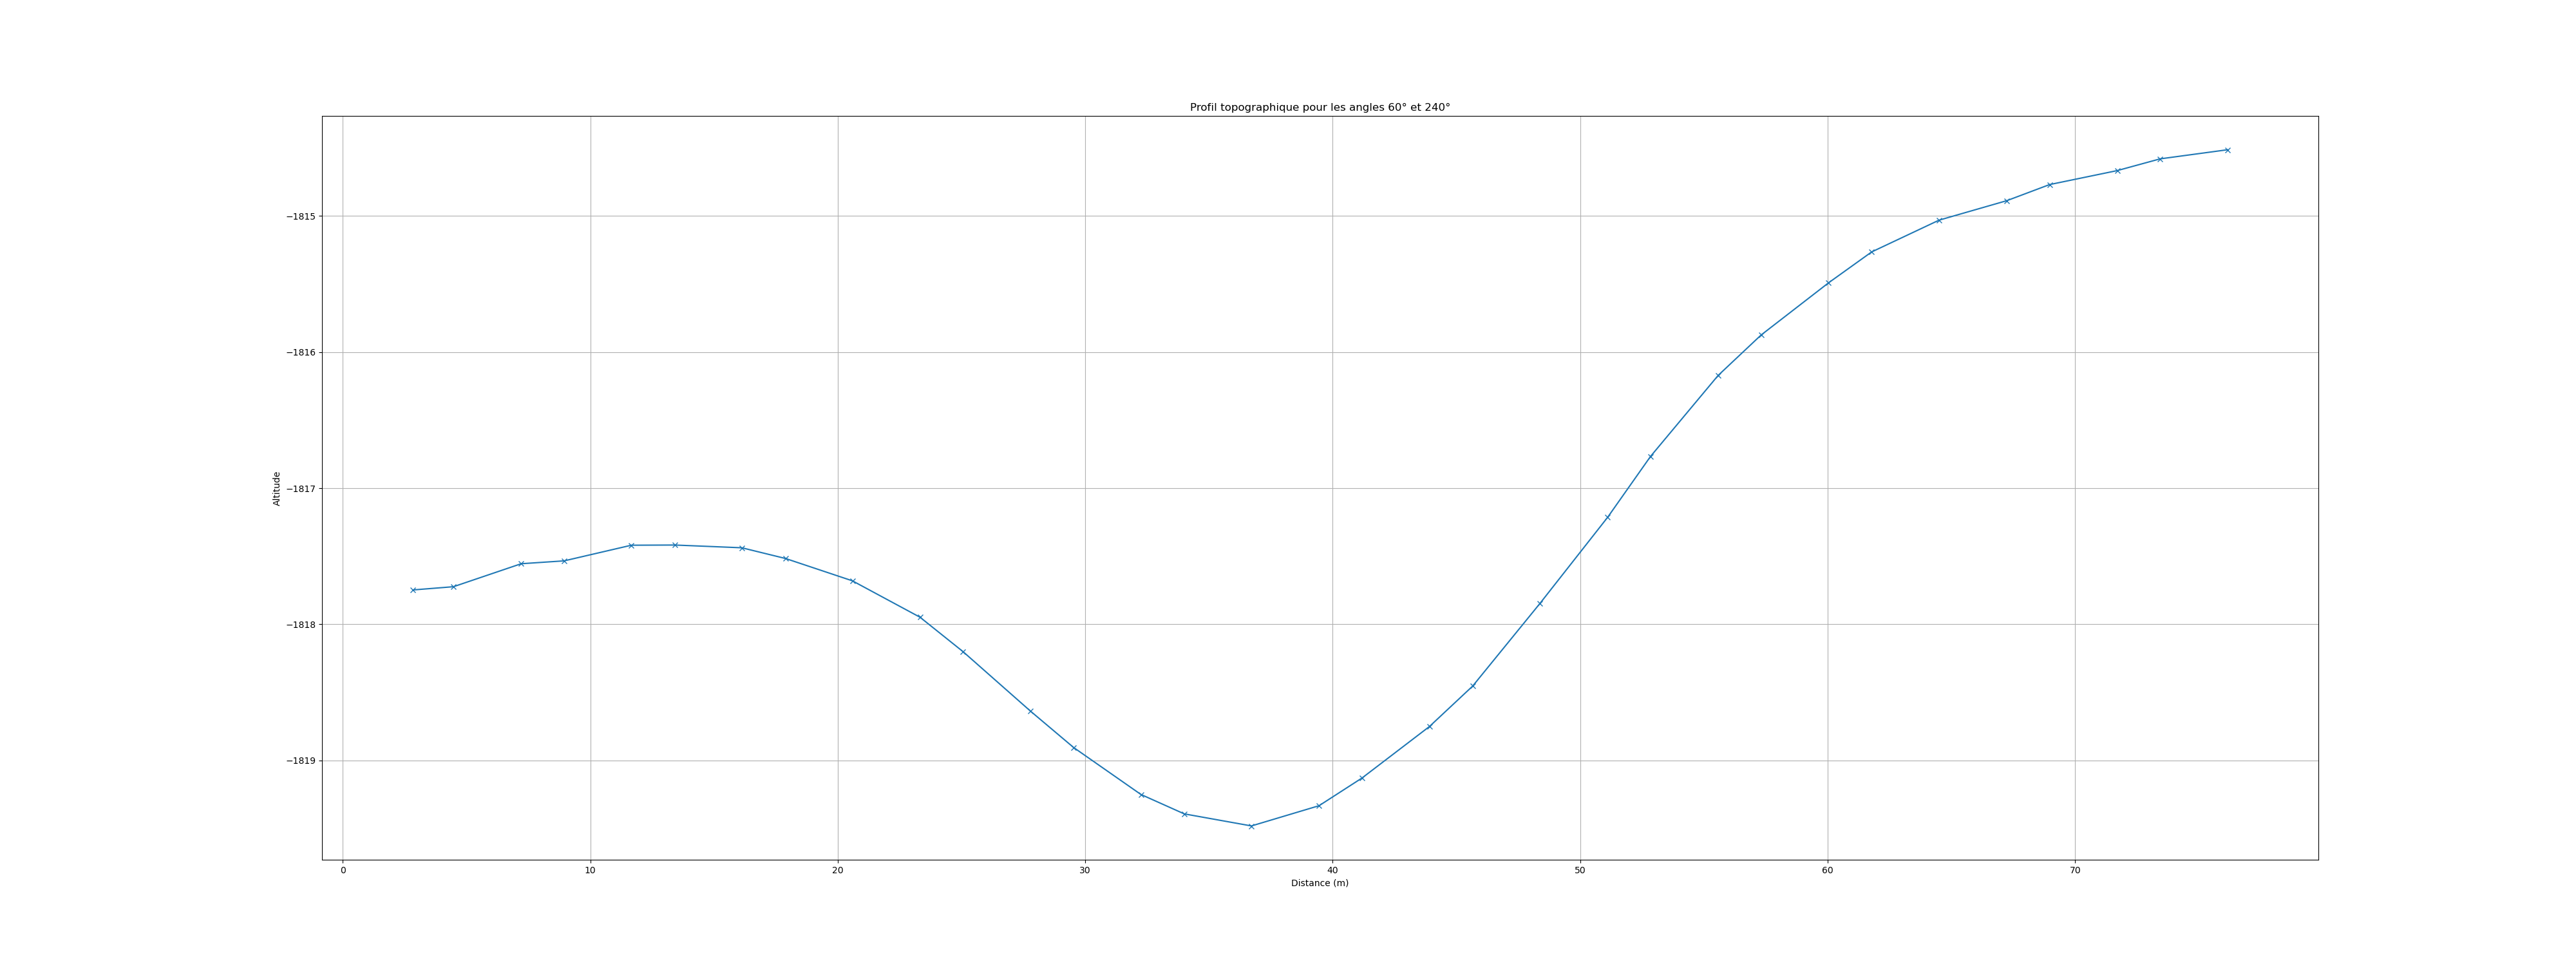 Profil topographique pour les angles 60° et 240°
−1815
−1816
−1817
−1818
−1819
Altitude
0 10 20 30 40 50 60 70
Distance (m)